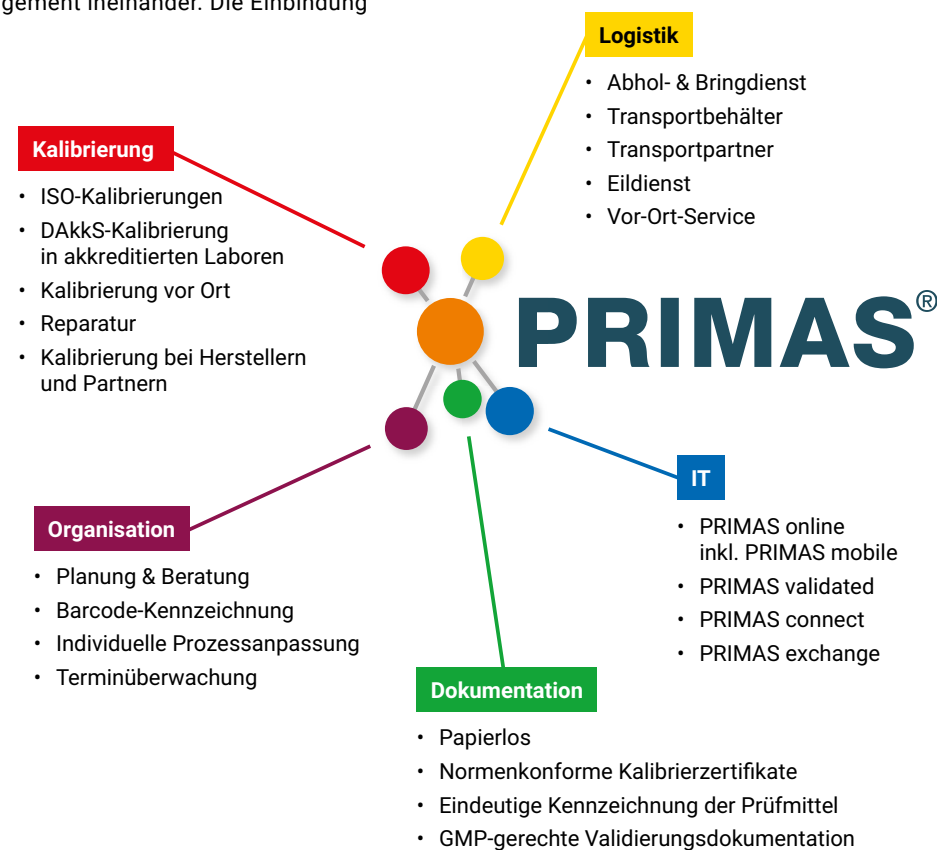 gement ineinander. Die Einbindung
Logistik
• Abhol- & Bringdienst
• Transportbehälter
• Transportpartner
• Eildienst
• Vor-Ort-Service
Kalibrierung
• ISO-Kalibrierungen
• DAkkS-Kalibrierung
in akkreditierten Laboren
• Kalibrierung vor Ort
• Reparatur
• Kalibrierung bei Herstellern
und Partnern
PRIMAS®
Organisation
• Planung & Beratung
• Barcode-Kennzeichnung
• Individuelle Prozessanpassung
• Terminüberwachung
IT
• PRIMAS online
inkl. PRIMAS mobile
• PRIMAS validated
• PRIMAS connect
• PRIMAS exchange
Dokumentation
• Papierlos
• Normenkonforme Kalibrierzertifikate
• Eindeutige Kennzeichnung der Prüfmittel
• GMP-gerechte Validierungsdokumentation